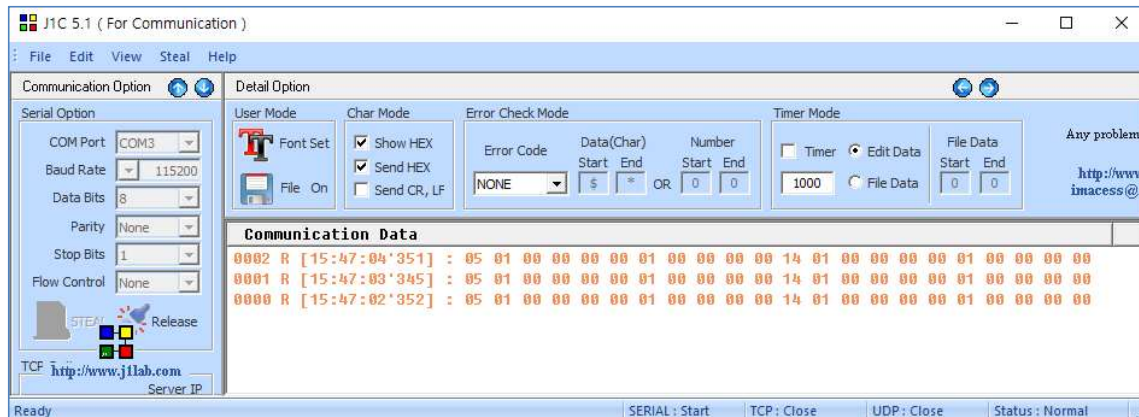 J1C 5.1 ( For Communication )
File Edit View Steal Help
Communication Option
Detail Option
Serial Option
COM Port COM3
Baud Rate 115200
Data Bits 8
Parity None
Stop Bits 1
Flow Control None
STEAL Release
TCP
http://www.j1lab.com
Server IP
User Mode
Font Set
File On
Char Mode
Show HEX
Send HEX
Send CR, LF
Error Check Mode
Error Code
NONE
Data(Char)
Start End
$ *
OR
Number
Start End
0 0
Timer Mode
Timer Edit Data
1000 File Data
File Data
Start End
0 0
Any problem
http://www
imacess@
Communication Data
0002 R [15:47:04'351] : 05 01 00 00 00 00 01 00 00 00 00 14 01 00 00 00 00 01 00 00 00 00
0001 R [15:47:03'345] : 05 01 00 00 00 00 01 00 00 00 00 14 01 00 00 00 00 01 00 00 00 00
0000 R [15:47:02'352] : 05 01 00 00 00 00 01 00 00 00 00 14 01 00 00 00 00 01 00 00 00 00
Ready SERIAL : Start TCP : Close UDP : Close Status : Normal